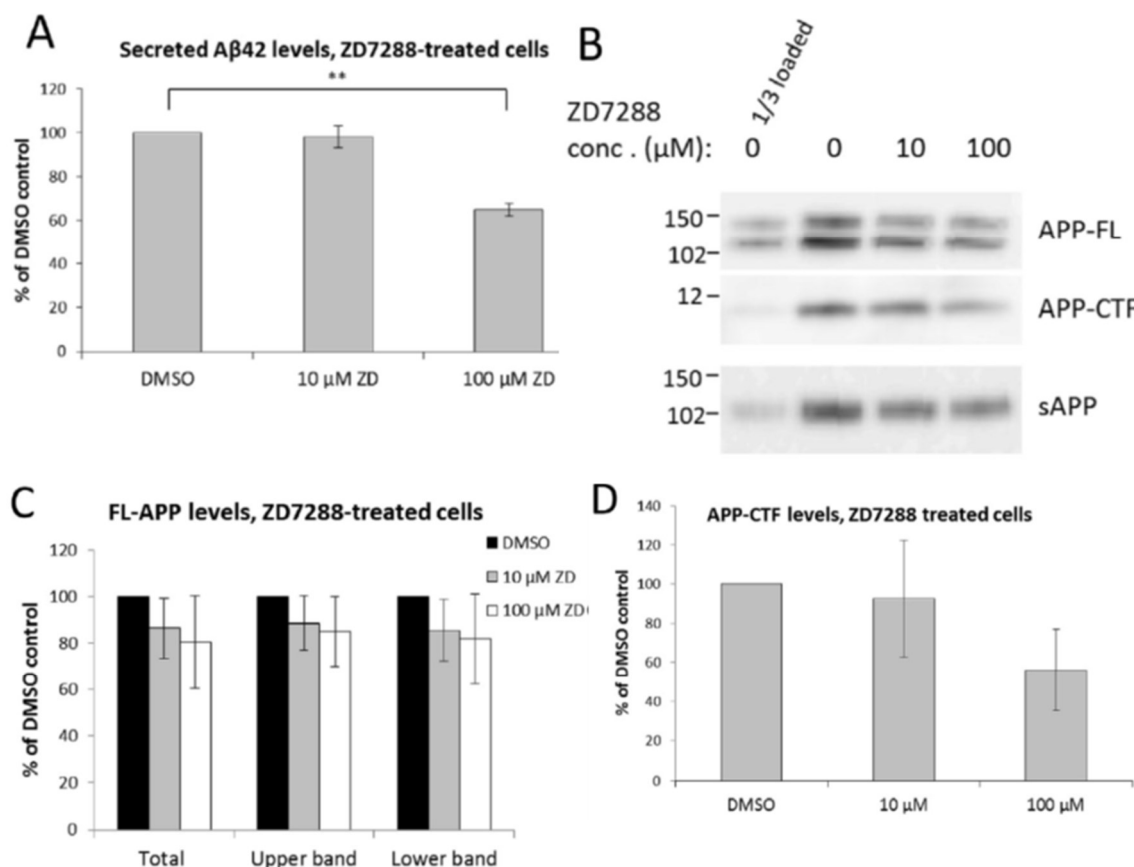 A
Secreted Aβ42 levels, ZD7288-treated cells
**
% of DMSO control
120
100
80
60
40
20
0
DMSO 10 µM ZD 100 µM ZD
B
1/3 loaded
ZD7288
conc . (µM): 0 0 10 100
150
102
APP-FL
12
APP-CTF
150
102
sAPP
C
FL-APP levels, ZD7288-treated cells
DMSO
10 µM ZD
100 µM ZD
% of DMSO control
120
100
80
60
40
20
0
Total Upper band Lower band
D
APP-CTF levels, ZD7288 treated cells
% of DMSO control
140
120
100
80
60
40
20
0
DMSO 10 µM 100 µM